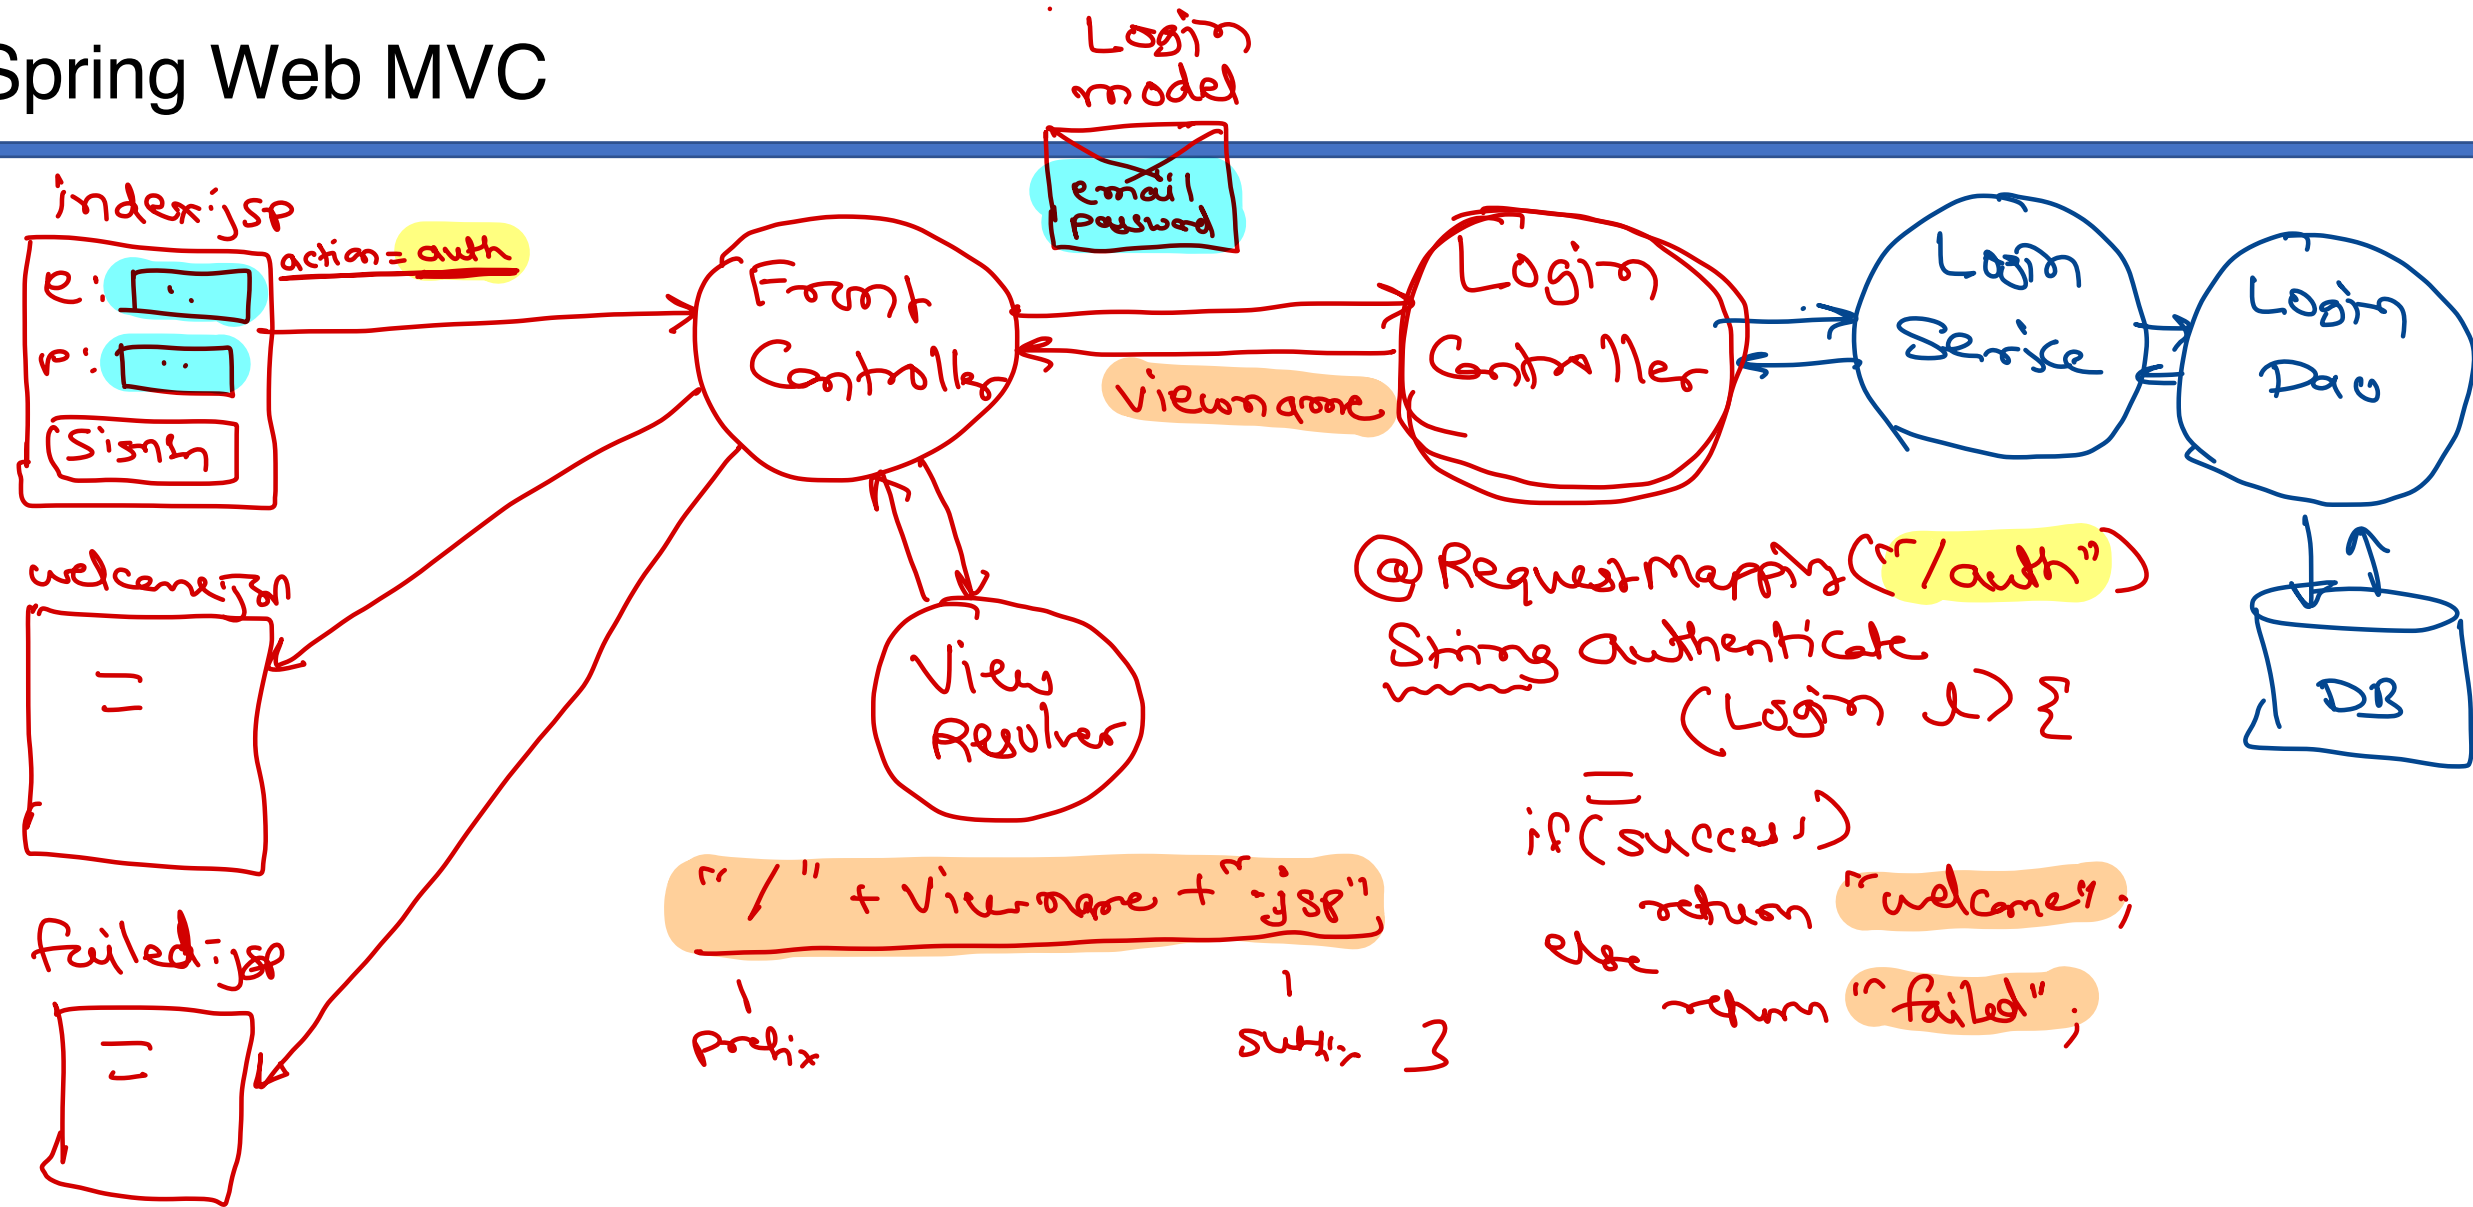 Spring Web MVC
Login
model
email
password
index.jsp
action=auth
e:
p:
SignIn
Front
Controller
viewname
Login
Controller
Login
Service
Login
Dao
DB
welcome.jsp
failed.jsp
View
Resolver
"/" + viewname + ".jsp"
prefix
suffix
@RequestMapping("/auth")
String authenticate
(Login l) {
if(success)
return "welcome";
else
return "failed";
}